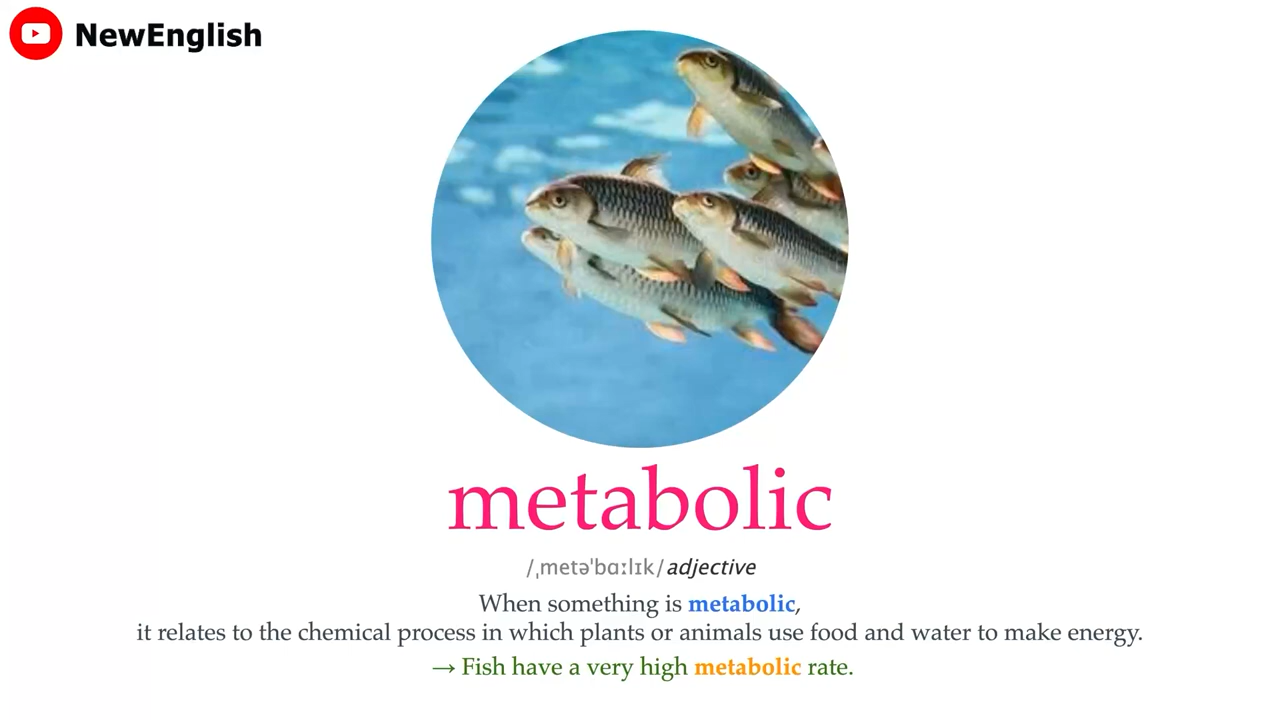 NewEnglish
metabolic
/ˌmetəˈbɑːlɪk/adjective
When something is metabolic,
it relates to the chemical process in which plants or animals use food and water to make energy.
→ Fish have a very high metabolic rate.